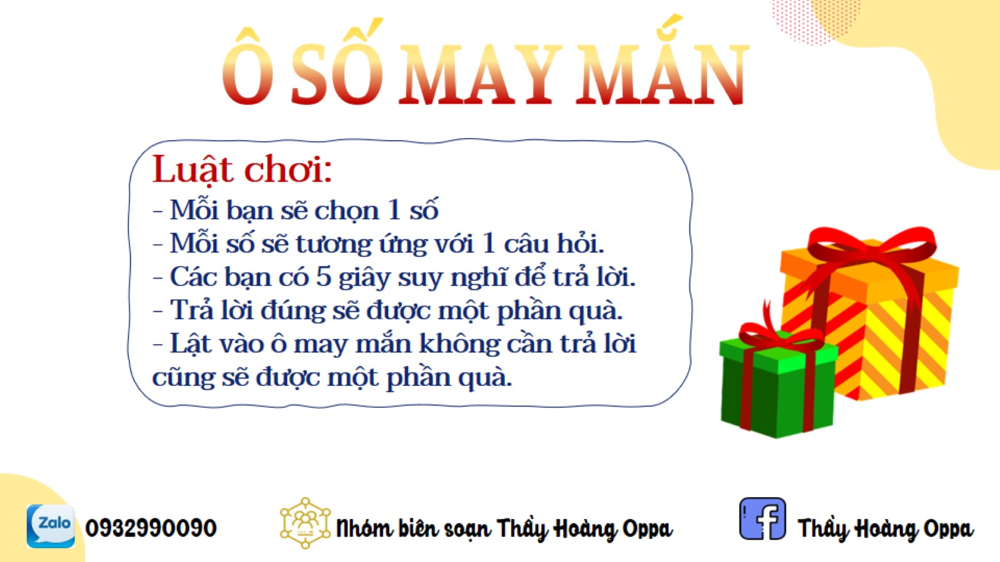 Ô SỐ MAY MẮN
Luật chơi:
- Mỗi bạn sẽ chọn 1 số
- Mỗi số sẽ tương ứng với 1 câu hỏi.
- Các bạn có 5 giây suy nghĩ để trả lời.
- Trả lời đúng sẽ được một phần quà.
- Lật vào ô may mắn không cần trả lời
cũng sẽ được một phần quà.
Zalo 0932990090
Nhóm biên soạn Thầy Hoàng Oppa
f Thầy Hoàng Oppa